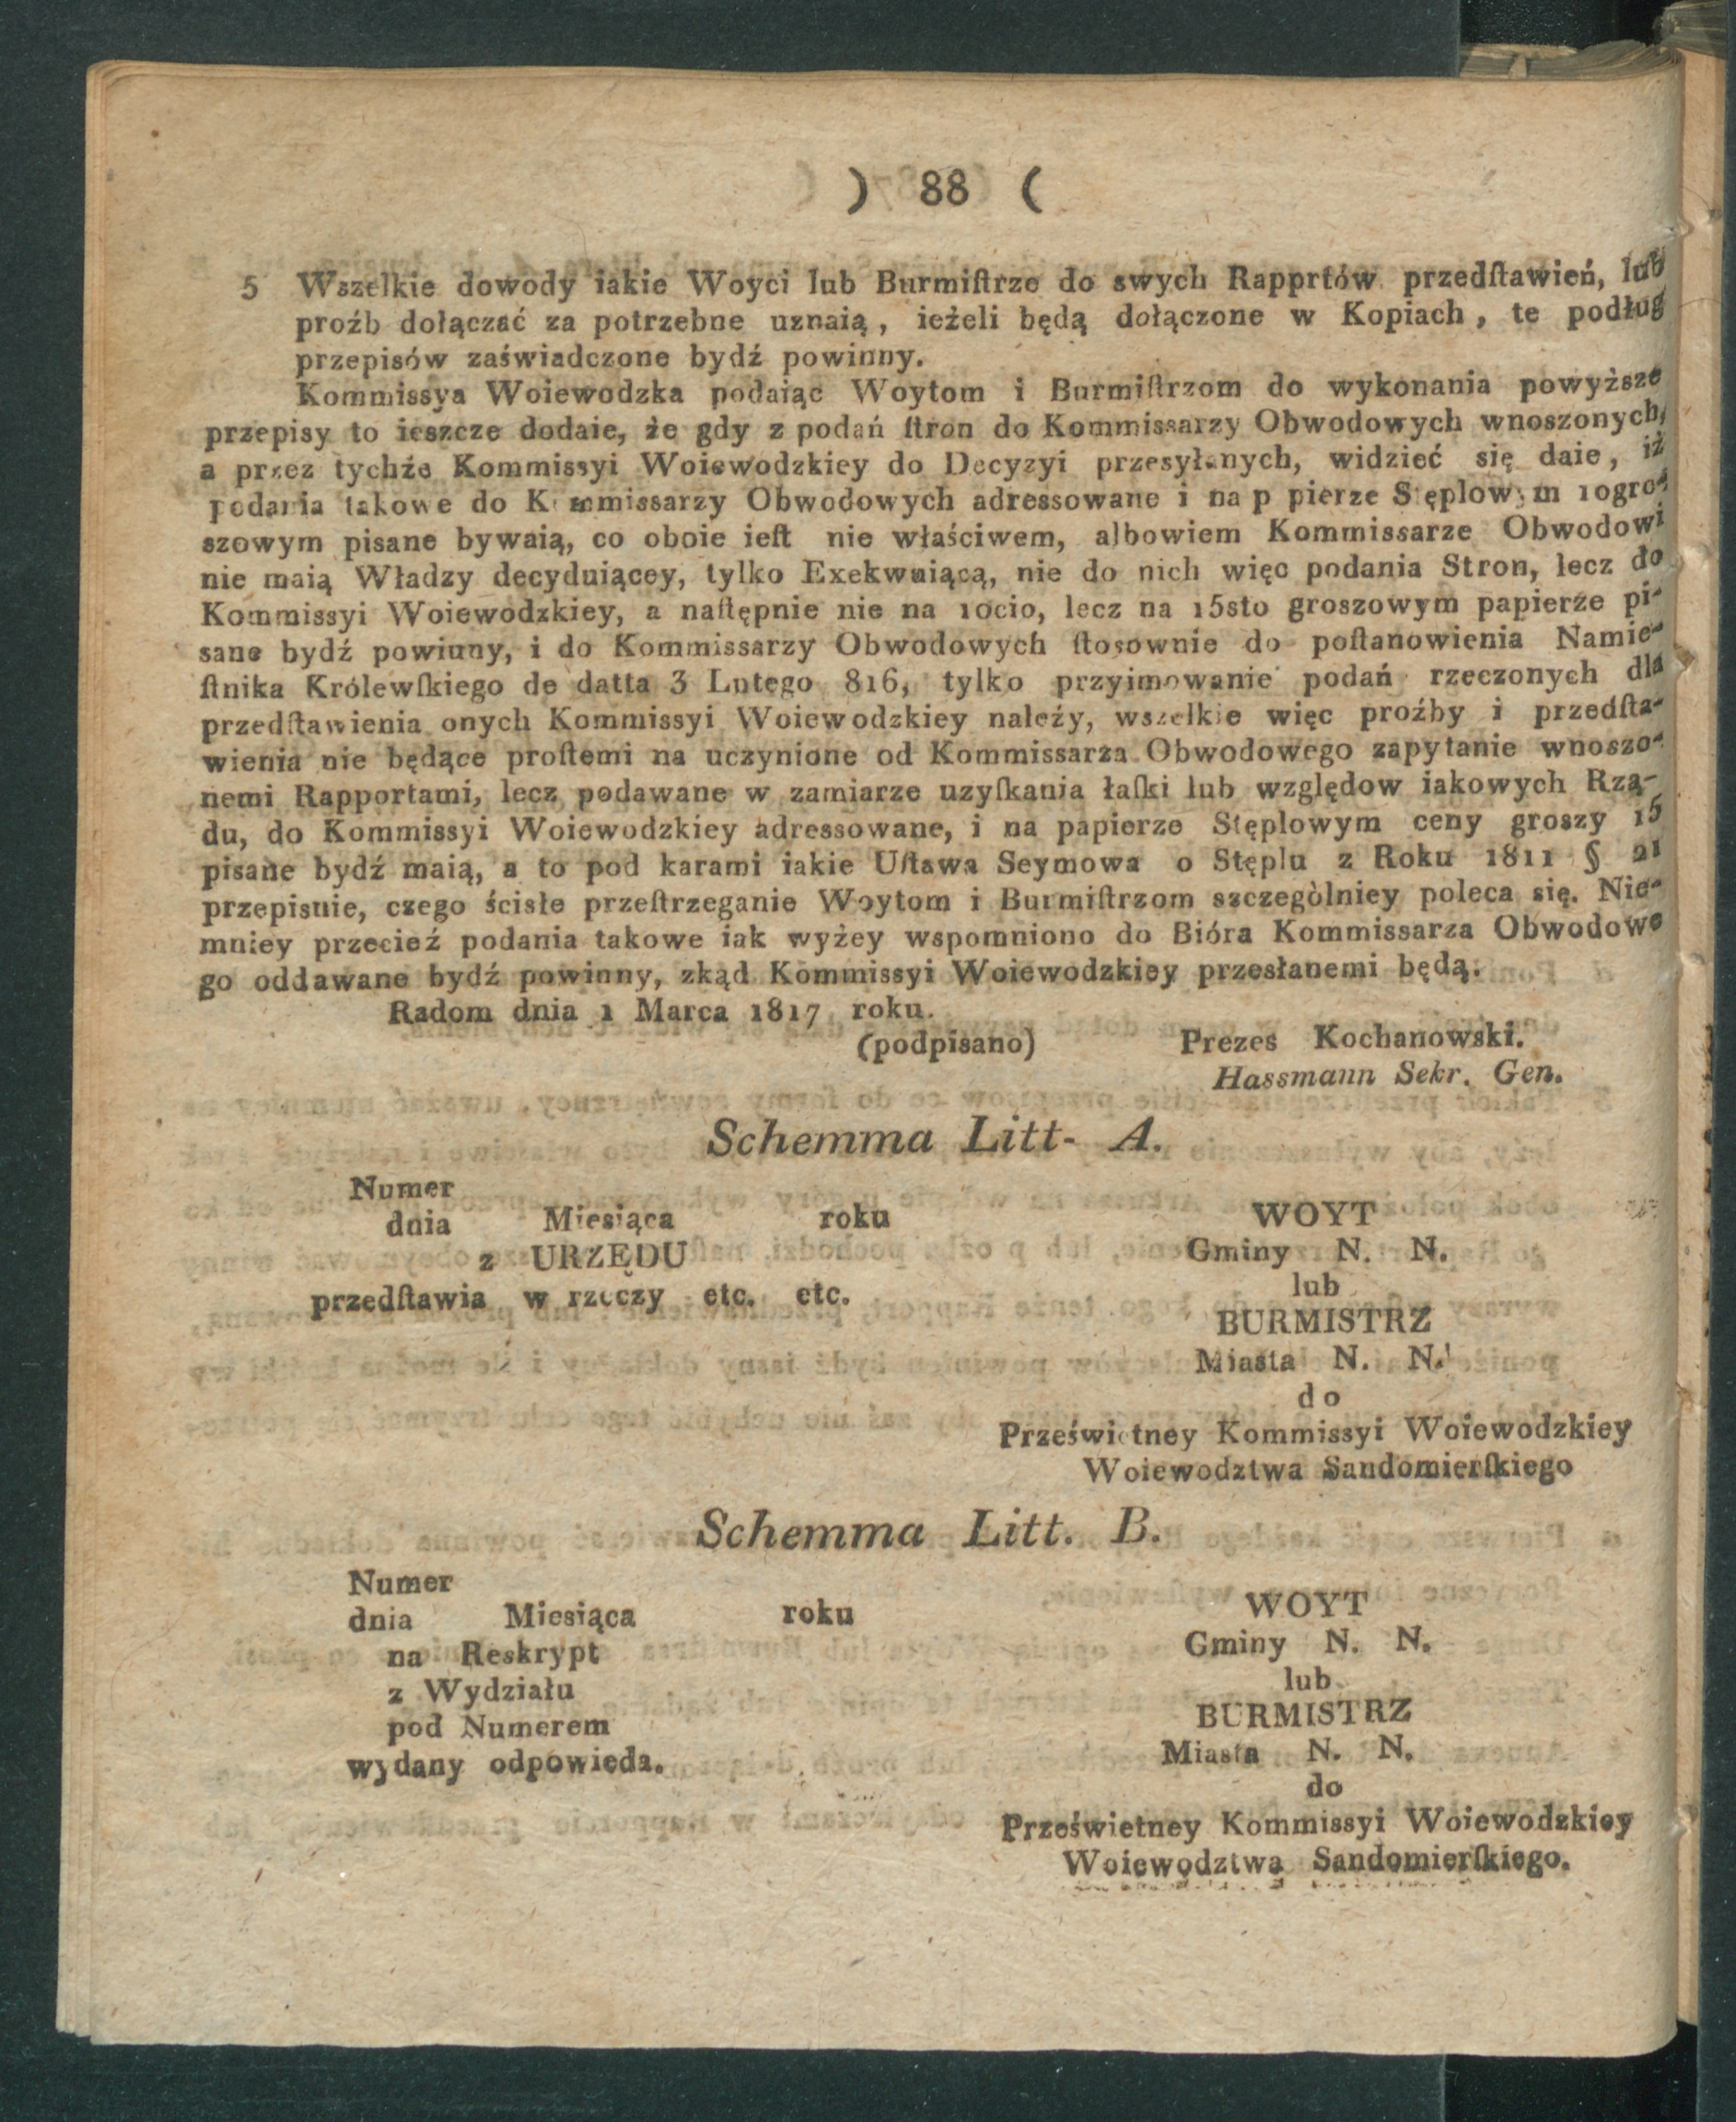 ) 88 (
5 Wszelkie dowody iakie Woyci lub Burmiſtrze do swych Rapprtów przedſtawień, lub
proźb dołączać za potrzebne uznaią, ieżeli będą dołączone w Kopiach, te podług
przepisów zaświadczone bydź powinny.
Kommissya Woiewodzka podaiąc Woytom i Burmiſtrzom do wykonania powyższe
przepisy to ieszcze dodaie, że gdy z podań ſtron do Kommissarzy Obwodowych wnoszonych,
a przez tychże Kommissyi Woiewodzkiey do Decyzyi przesyłanych, widzieć się daie, iż
podania takowe do Kommissarzy Obwodowych adressowane i na p pierze Stęplowym 10gro-
szowym pisane bywaią, co oboie ieſt nie właściwem, albowiem Kommissarze Obwodowi
nie maią Władzy decyduiącey, tylko Exekwuiącą, nie do nich więc podania Stron, lecz do
Kommissyi Woiewodzkiey, a naſtępnie nie na 10cio, lecz na 15sto groszowym papierze pi-
sane bydź powinny, i do Kommissarzy Obwodowych ſtosownie do poſtanowienia Namie-
ſtnika Królewſkiego de datta 3 Lutego 816, tylko przyimowanie podań rzeczonych dla
przedſtawienia onych Kommissyi Woiewodzkiey należy, wszelkie więc proźby i przedſta-
wienia nie będące proſtemi na uczynione od Kommissarza Obwodowego zapytanie wnoszo-
nemi Rapportami, lecz podawane w zamiarze uzyſkania łaſki lub względow iakowych Rzą-
du, do Kommissyi Woiewodzkiey adressowane, i na papierze Stęplowym ceny groszy 15
pisane bydź maią, a to pod karami iakie Uſtawa Seymowa o Stęplu z Roku 1811 § 21
przepisuie, czego ścisłe przeſtrzeganie Woytom i Burmiſtrzom szczególniey poleca się. Nie-
mniey przecież podania takowe iak wyżey wspomniono do Bióra Kommissarza Obwodowe
go oddawane bydź powinny, zkąd Kommissyi Woiewodzkiey przesłanemi będą.
Radom dnia 1 Marca 1817 roku.
(podpisano) Prezes Kochanowski.
Hassmann Sekr. Gen.
Schemma Litt- A.
Numer
dnia Miesiąca roku
z URZĘDU
przedſtawia w rzeczy etc. etc.
WOYT
Gminy N. N.
lub
BURMISTRZ
Miasta N. N.
do
Prześwietney Kommissyi Woiewodzkiey
Woiewodztwa Sandomierſkiego
Schemma Litt. B.
Numer
dnia Miesiąca roku
na Reskrypt
z Wydziału
pod Numerem
wydany odpowieda.
WOYT
Gminy N. N.
lub
BURMISTRZ
Miasta N. N.
do
Prześwietney Kommissyi Woiewodzkiey
Woiewodztwa Sandomierſkiego.